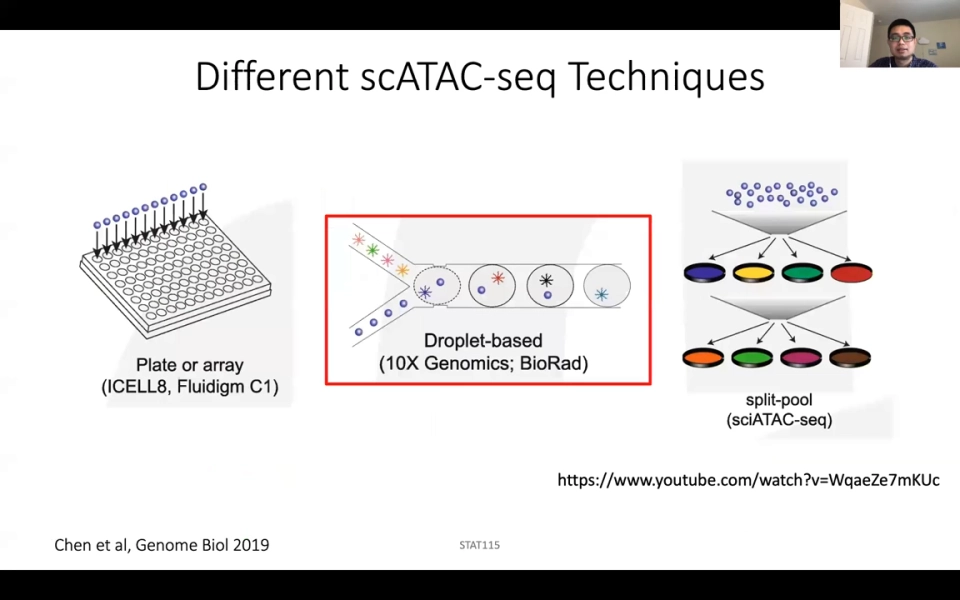 Different scATAC-seq Techniques
Plate or array
(ICELL8, Fluidigm C1)
Droplet-based
(10X Genomics; BioRad)
split-pool
(sciATAC-seq)
https://www.youtube.com/watch?v=WqaeZe7mKUc
Chen et al, Genome Biol 2019
STAT115